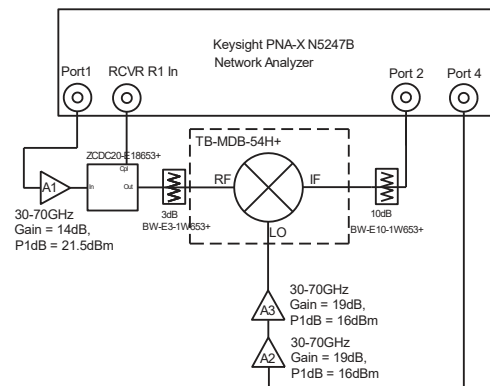 Keysight PNA-X N5247B
Network Analyzer
Port1
RCVR R1 In
Port 2
Port 4
ZCDC20-E18653+
TB-MDB-54H+
Cpl
In
Out
A1
RF
IF
LO
3dB
BW-E3-1W653+
10dB
BW-E10-1W653+
30-70GHz
Gain = 14dB,
P1dB = 21.5dBm
A3
30-70GHz
Gain = 19dB,
P1dB = 16dBm
A2
30-70GHz
Gain = 19dB,
P1dB = 16dBm